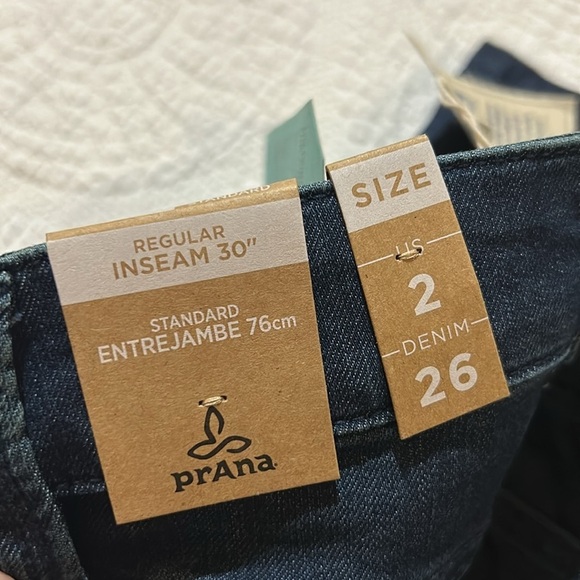 REGULAR
INSEAM 30"
STANDARD
ENTREJAMBE 76cm
prAna
SIZE
US
2
DENIM
26